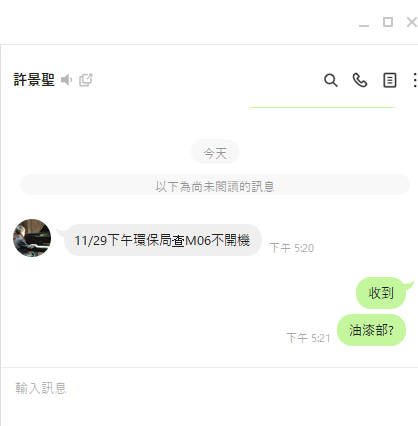 許景聖
今天
以下為尚未閱讀的訊息
11/29下午環保局查M06不開機
下午 5:20
收到
油漆部?
下午 5:21
輸入訊息